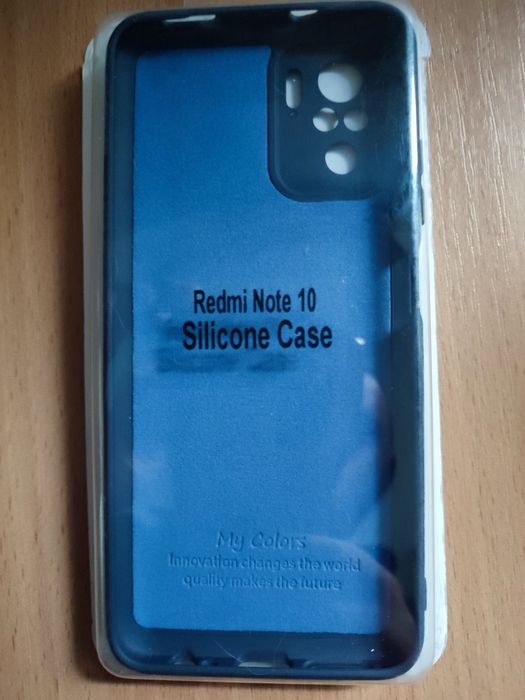 Redmi Note 10
Silicone Case
My Colors
Innovation changes the world
quality makes the future